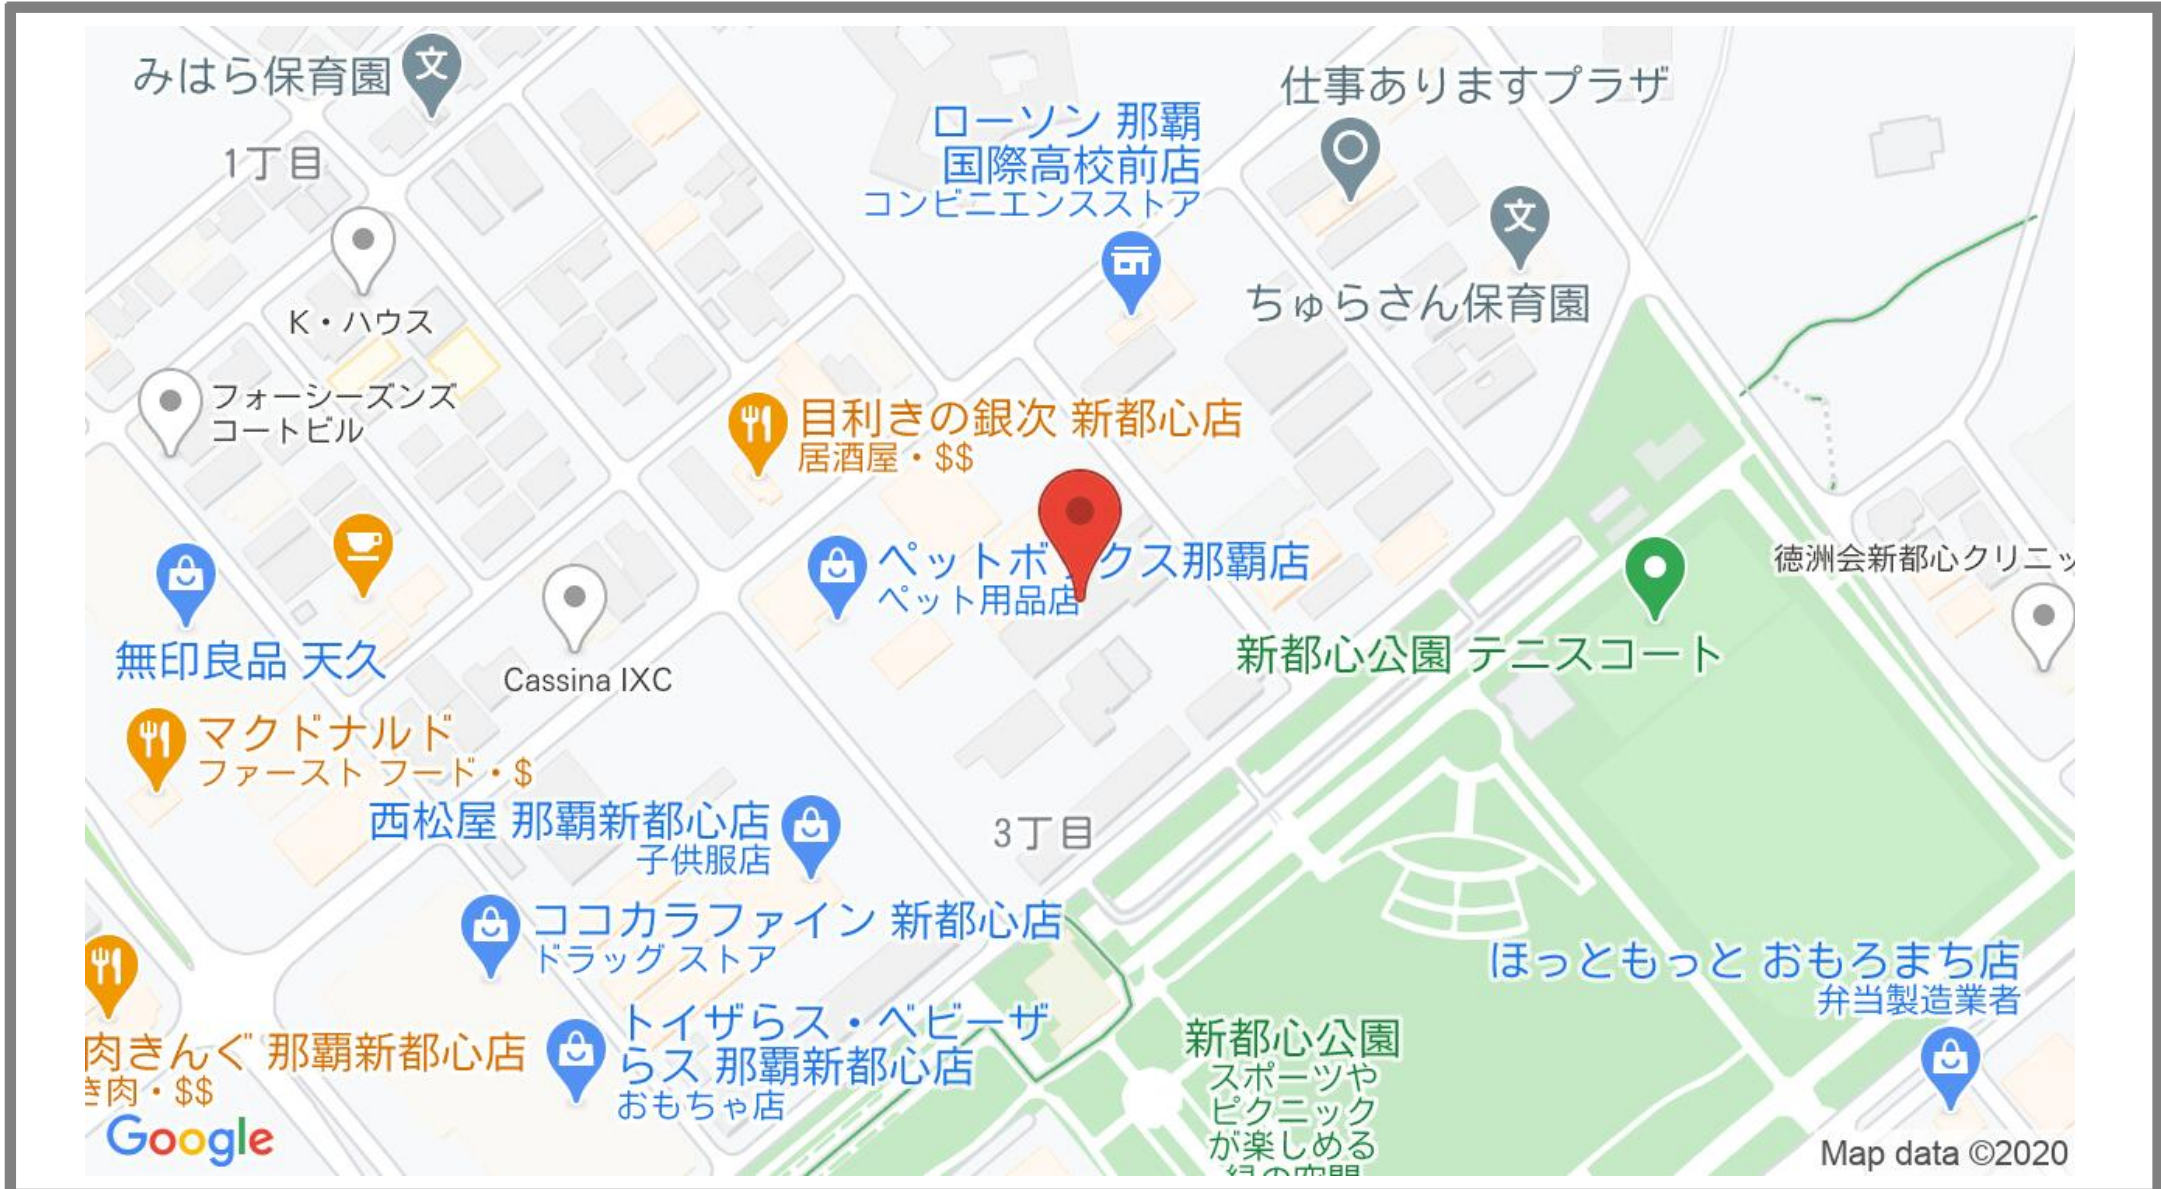 みはら保育園
文
仕事ありますプラザ
ローソン 那覇
国際高校前店
コンビニエンスストア
1丁目
文
ちゅらさん保育園
K・ハウス
フォーシーズンズ
コートビル
目利きの銀次 新都心店
居酒屋・$$
ペットボ
クス那覇店
ペット用品店
徳洲会新都心クリニッ
無印良品 天久
Cassina IXC
新都心公園 テニスコート
マクドナルド
ファースト フード・$
西松屋 那覇新都心店
子供服店
3丁目
ココカラファイン 新都心店
ドラッグ ストア
ほっともっと おもろまち店
弁当製造業者
トイザらス・ベビーザ
らス 那覇新都心店
おもちゃ店
肉きんぐ 那覇新都心店
き肉・$$
新都心公園
スポーツや
ピクニック
が楽しめる
Google
Map data ©2020